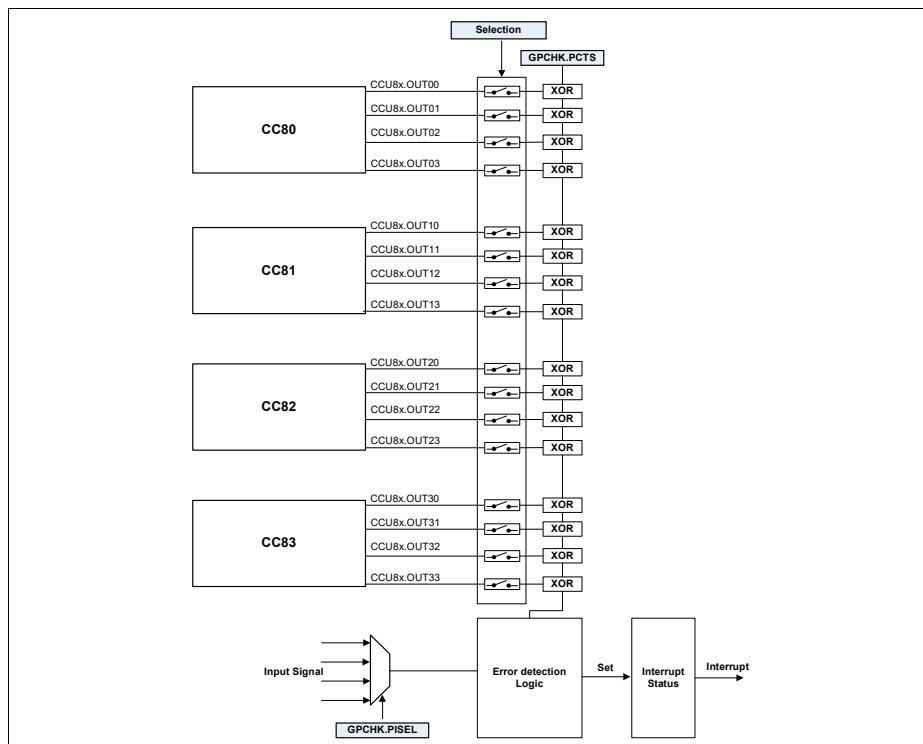 Selection
GPCHK.PCTS
CCU8x.OUT00
XOR
CCU8x.OUT01
XOR
CC80
CCU8x.OUT02
XOR
CCU8x.OUT03
XOR
CCU8x.OUT10
XOR
CCU8x.OUT11
XOR
CC81
CCU8x.OUT12
XOR
CCU8x.OUT13
XOR
CCU8x.OUT20
XOR
CCU8x.OUT21
XOR
CC82
CCU8x.OUT22
XOR
CCU8x.OUT23
XOR
CCU8x.OUT30
XOR
CCU8x.OUT31
XOR
CC83
CCU8x.OUT32
XOR
CCU8x.OUT33
XOR
Input Signal
GPCHK.PISEL
Error detection
Logic
Set
Interrupt
Status
Interrupt